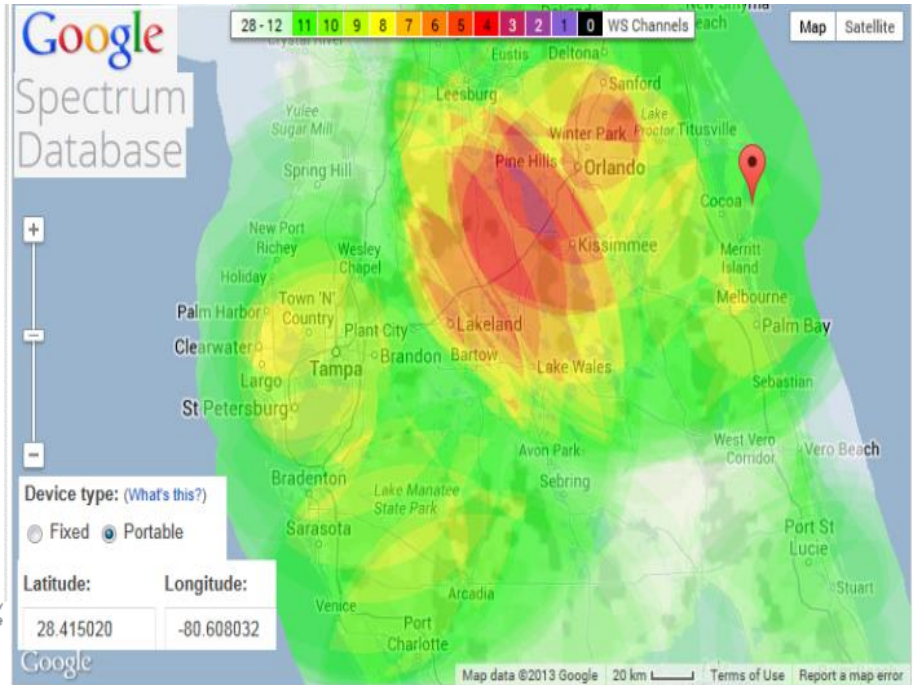 Google
Spectrum
Database
28 - 12 11 10 9 8 7 6 5 4 3 2 1 0 WS Channels
Map Satellite
New Smyrna
Beach
Crystal River
Eustis
Deltona
Leesburg
Sanford
Yulee
Sugar Mill
Lake
Proctor
Titusville
Winter Park
Spring Hill
Pine Hills
Orlando
Cocoa
New Port
Richey
Wesley
Chapel
Kissimmee
Merritt
Island
Holiday
Town 'N'
Country
Melbourne
Palm Harbor
Plant City
Lakeland
Palm Bay
Clearwater
Tampa
Brandon
Bartow
Lake Wales
Largo
Sebastian
St Petersburg
West Vero
Corridor
Vero Beach
Avon Park
Bradenton
Sebring
Lake Manatee
State Park
Device type: (What's this?)
Fixed Portable
Sarasota
Port St
Lucie
Latitude: Longitude:
Stuart
Arcadia
Venice
28.415020 -80.608032
Port
Charlotte
Google
Map data ©2013 Google 20 km Terms of Use Report a map error